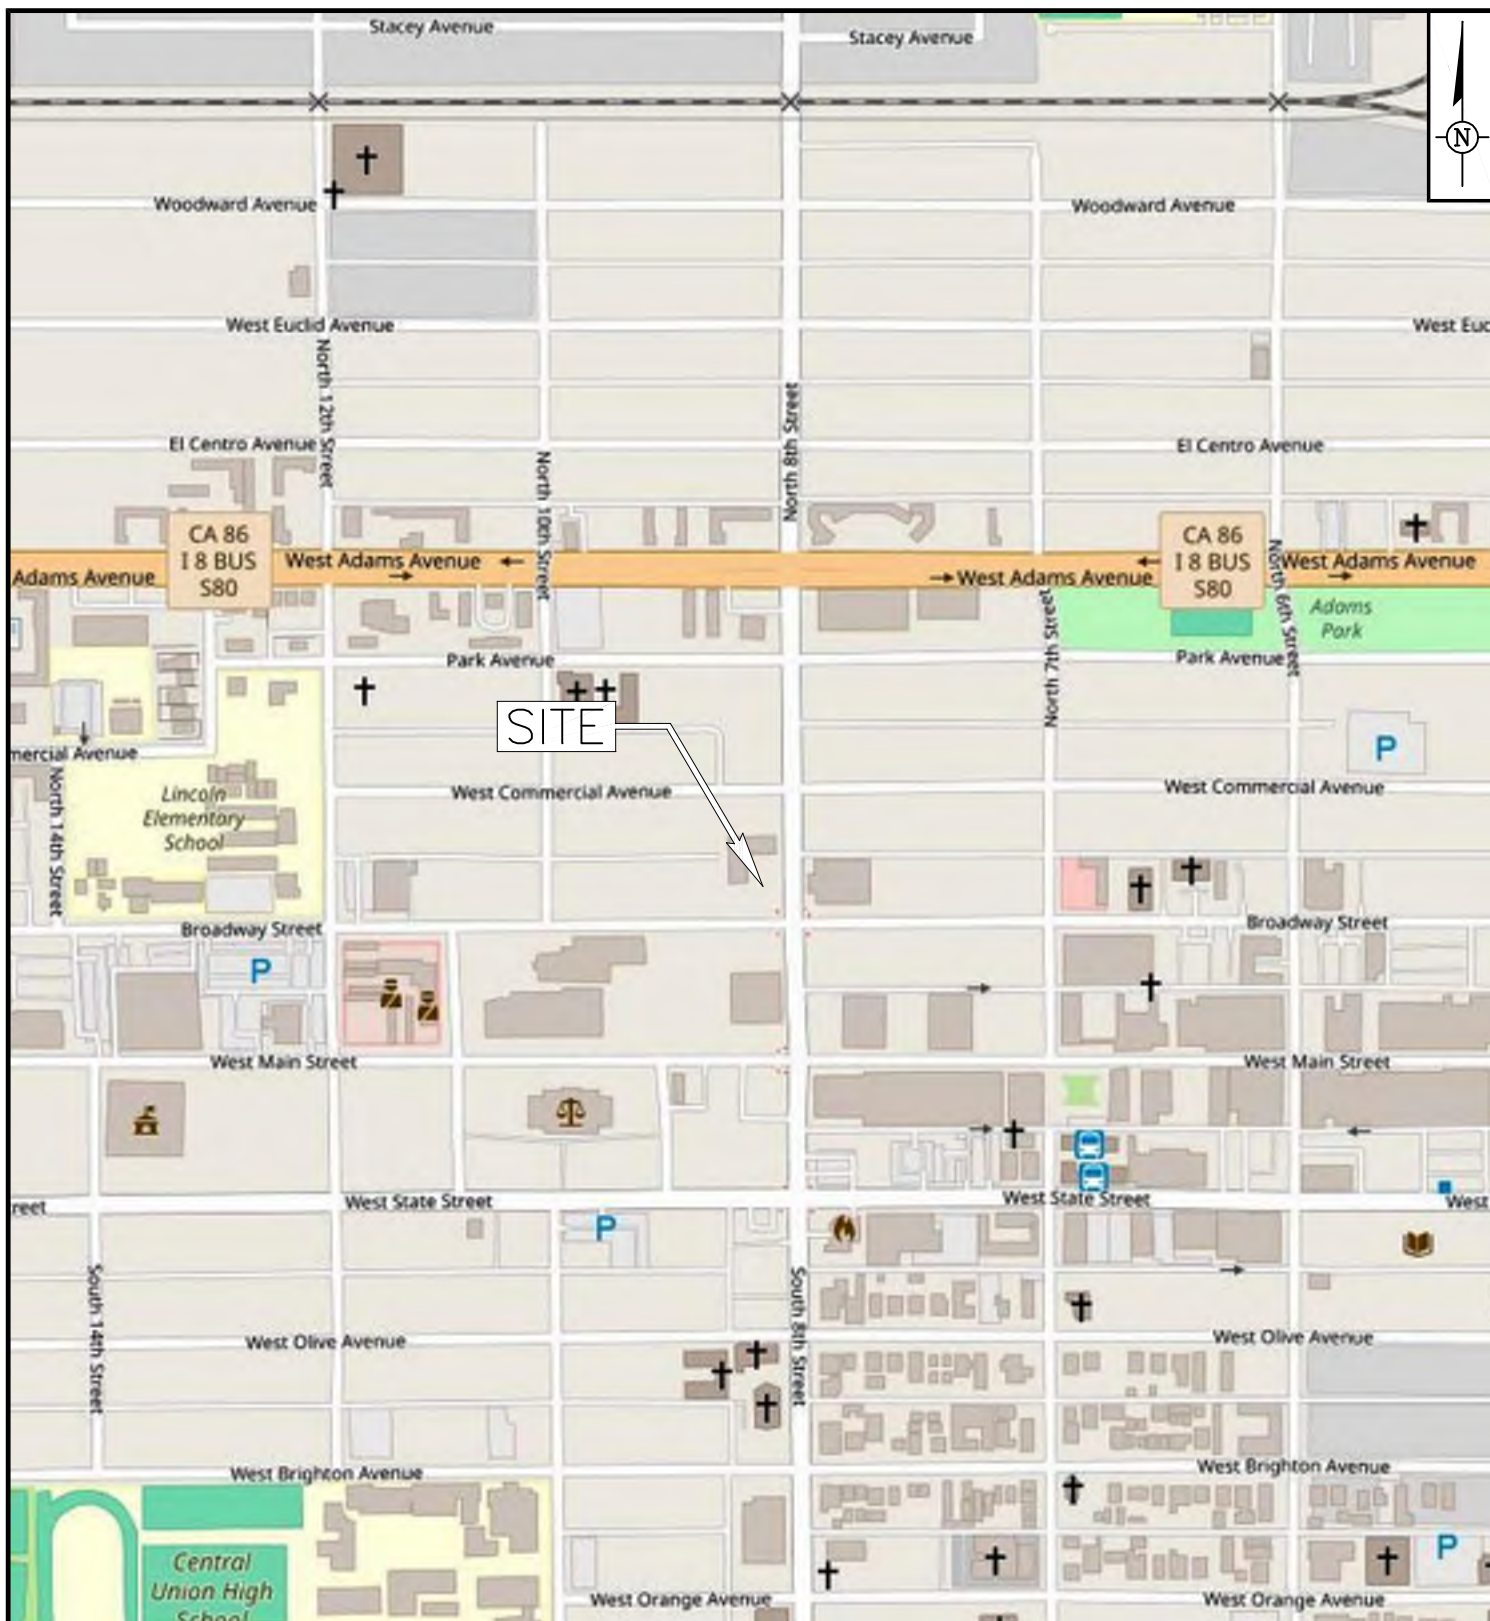 Stacey Avenue
Stacey Avenue
N
Woodward Avenue
Woodward Avenue
West Euclid Avenue
West Euc
North 12th Street
North 8th Street
El Centro Avenue
El Centro Avenue
North 10th Street
CA 86
I 8 BUS
S80
CA 86
I 8 BUS
S80
West Adams Avenue
West Adams Avenue
Adams Avenue
West Adams Avenue
North 6th Street
North 7th Street
Adams
Park
Park Avenue
Park Avenue
SITE
P
mercial Avenue
North 14th Street
West Commercial Avenue
West Commercial Avenue
Lincoln
Elementary
School
Broadway Street
Broadway Street
P
West Main Street
West Main Street
reet
West State Street
West State Street
West
P
South 14th Street
South 8th Street
West Olive Avenue
West Olive Avenue
West Brighton Avenue
West Brighton Avenue
P
Central
Union High
School
West Orange Avenue
West Orange Avenue